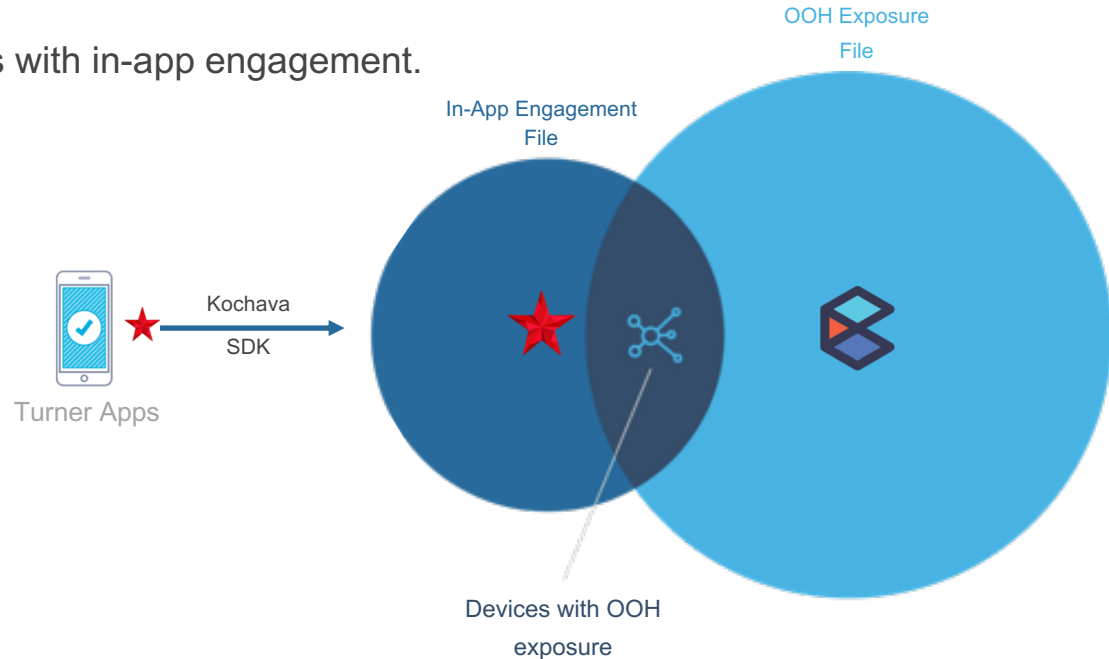 OOH Exposure
File
with in-app engagement.
In-App Engagement
File
Kochava
SDK
Turner Apps
Devices with OOH
exposure